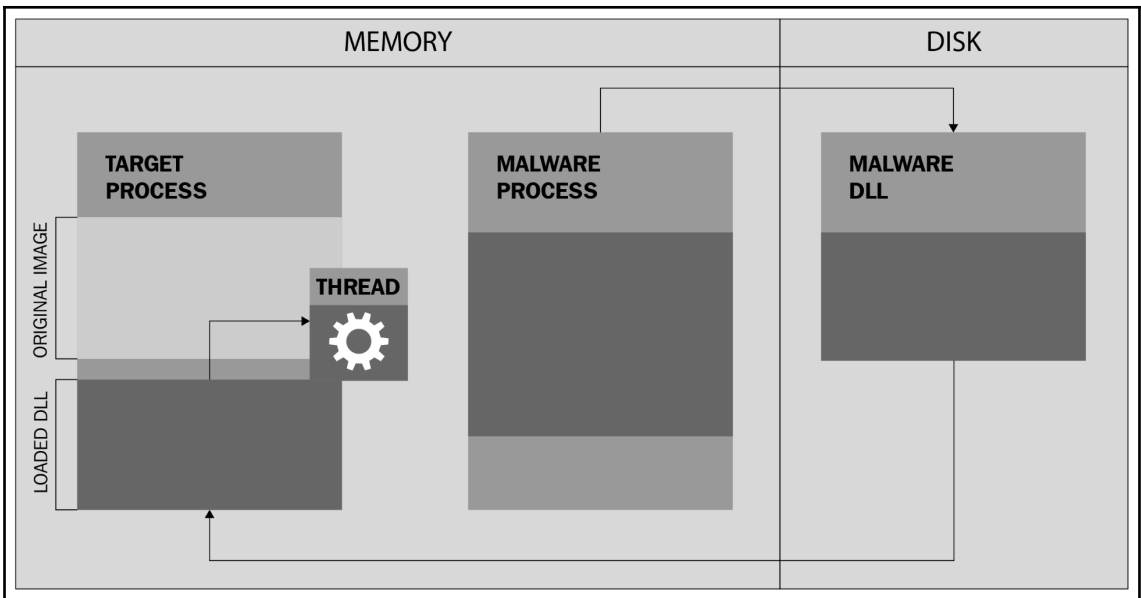 MEMORY
DISK
TARGET
PROCESS
MALWARE
PROCESS
MALWARE
DLL
ORIGINAL IMAGE
THREAD
LOADED DLL